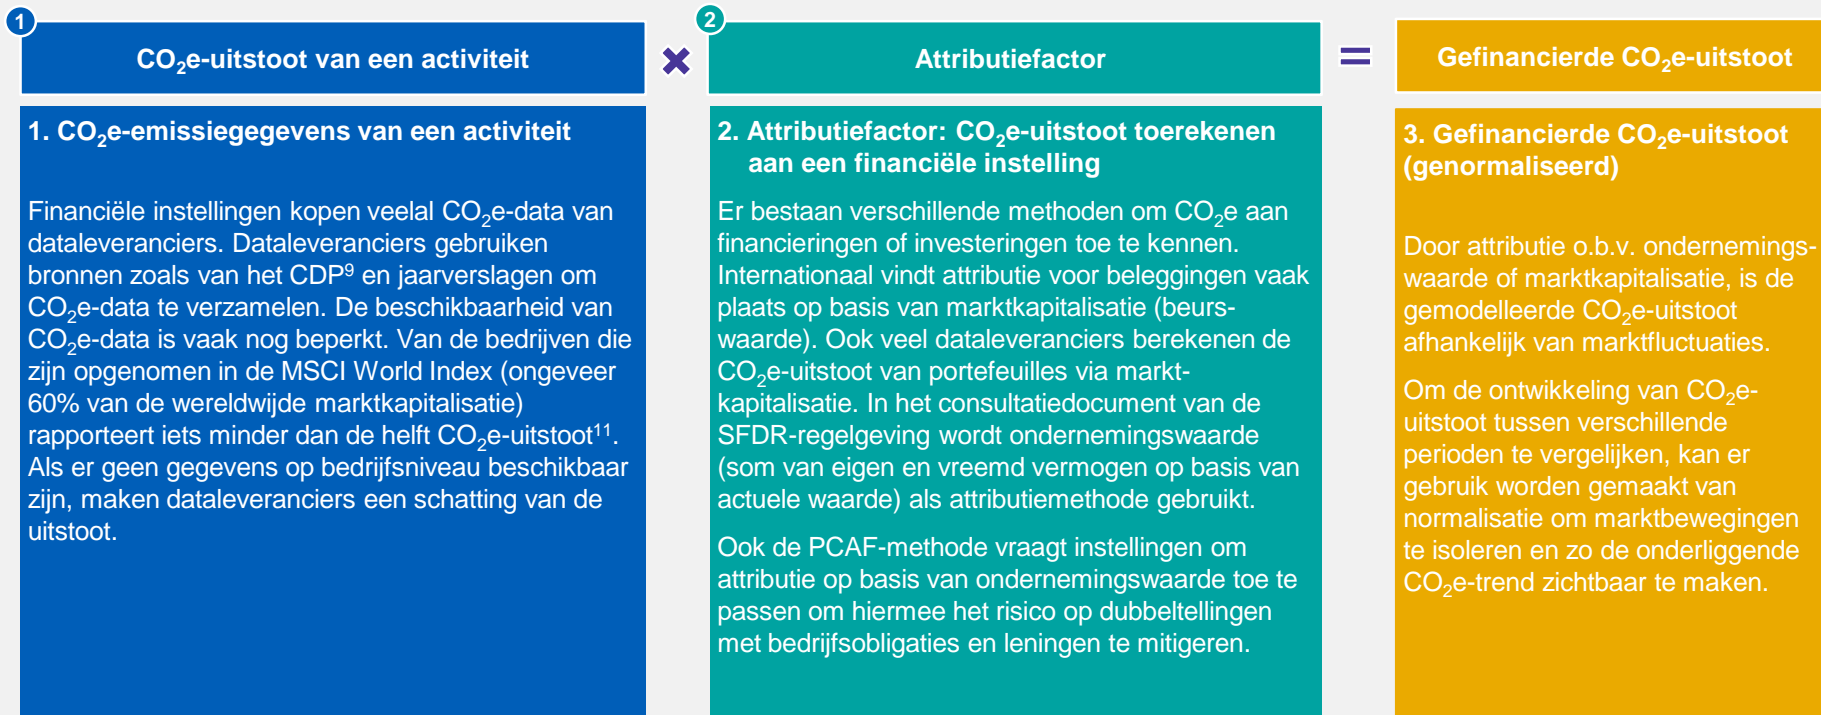 1
CO₂e-uitstoot van een activiteit
×
2
Attributiefactor
=
Gefinancierde CO₂e-uitstoot
1. CO₂e-emissiegegevens van een activiteit
Financiële instellingen kopen veelal CO₂e-data van
dataleveranciers. Dataleveranciers gebruiken
bronnen zoals van het CDP⁹ en jaarverslagen om
CO₂e-data te verzamelen. De beschikbaarheid van
CO₂e-data is vaak nog beperkt. Van de bedrijven die
zijn opgenomen in de MSCI World Index (ongeveer
60% van de wereldwijde marktkapitalisatie)
rapporteert iets minder dan de helft CO₂e-uitstoot¹¹.
Als er geen gegevens op bedrijfsniveau beschikbaar
zijn, maken dataleveranciers een schatting van de
uitstoot.
2. Attributiefactor: CO₂e-uitstoot toerekenen
aan een financiële instelling
Er bestaan verschillende methoden om CO₂e aan
financieringen of investeringen toe te kennen.
Internationaal vindt attributie voor beleggingen vaak
plaats op basis van marktkapitalisatie (beurs-
waarde). Ook veel dataleveranciers berekenen de
CO₂e-uitstoot van portefeuilles via markt-
kapitalisatie. In het consultatiedocument van de
SFDR-regelgeving wordt ondernemingswaarde
(som van eigen en vreemd vermogen op basis van
actuele waarde) als attributiemethode gebruikt.
Ook de PCAF-methode vraagt instellingen om
attributie op basis van ondernemingswaarde toe te
passen om hiermee het risico op dubbeltellingen
met bedrijfsobligaties en leningen te mitigeren.
3. Gefinancierde CO₂e-uitstoot
(genormaliseerd)
Door attributie o.b.v. ondernemings-
waarde of marktkapitalisatie, is de
gemodelleerde CO₂e-uitstoot
afhankelijk van marktfluctuaties.
Om de ontwikkeling van CO₂e-
uitstoot tussen verschillende
perioden te vergelijken, kan er
gebruik worden gemaakt van
normalisatie om marktbewegingen
te isoleren en zo de onderliggende
CO₂e-trend zichtbaar te maken.